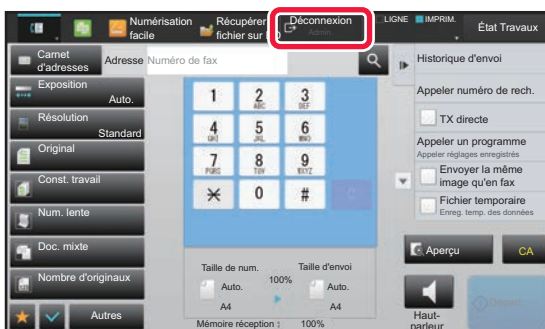 Numérisation
facile
Récupérer
fichier sur
Déconnexion
Admin.
LIGNE
IMPRIM.
État Travaux
Carnet
d'adresses
Adresse
Numéro de fax
Exposition
Auto.
Résolution
Standard
Original
Const. travail
Num. lente
Doc. mixte
Nombre d'originaux
Autres
1
2
ABC
3
DEF
4
GHI
5
JKL
6
MNO
7
PQRS
8
TUV
9
WXYZ
0
#
Taille de num.
Auto.
A4
100%
Taille d'envoi
Auto.
A4
Mémoire réception : 100%
Historique d'envoi
Appeler numéro de rech.
TX directe
Appeler un programme
Appeler réglages enregistrés
Envoyer la même
image qu'en fax
Fichier temporaire
Enreg. temp. des données
Aperçu
CA
Haut-
parleur
Départ